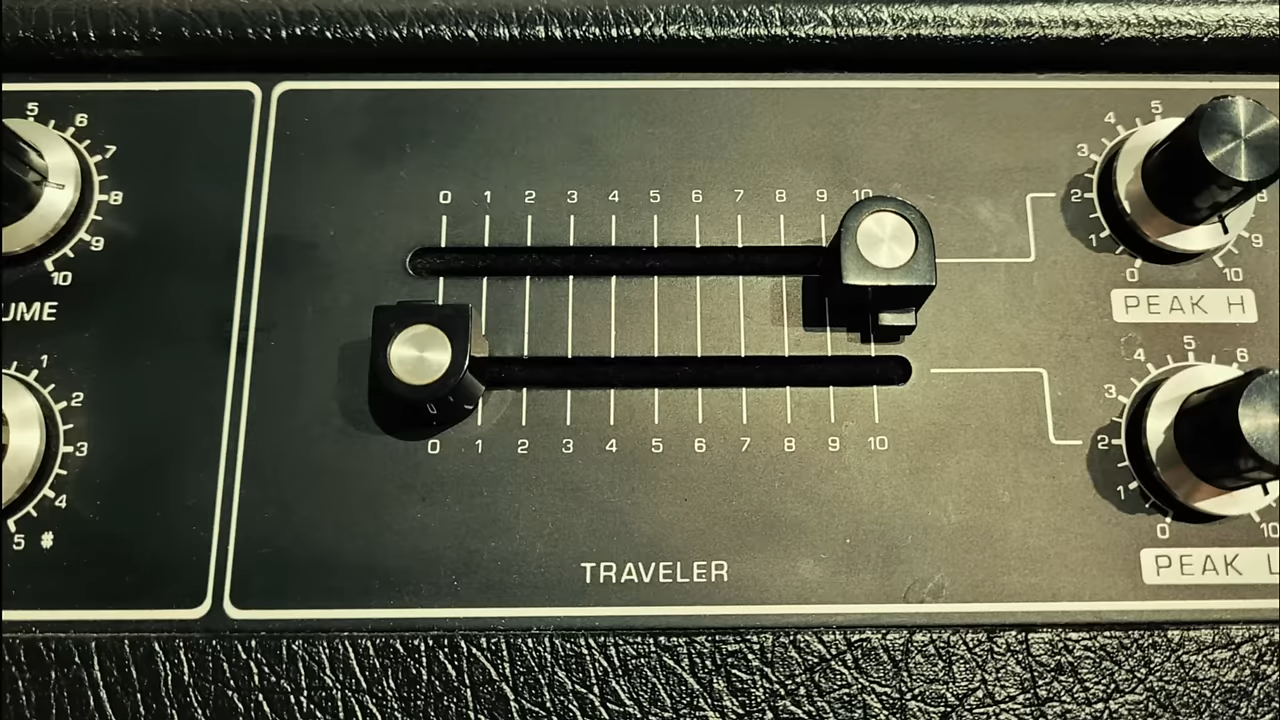 5 6 7 8 9 10
UME
1 2 3 4 5 #
0 1 2 3 4 5 6 7 8 9 10
0 1 2 3 4 5 6 7 8 9 10
TRAVELER
0 1 2 3 4 5 8 9 10
PEAK H
0 1 2 3 4 5 6 10
PEAK L